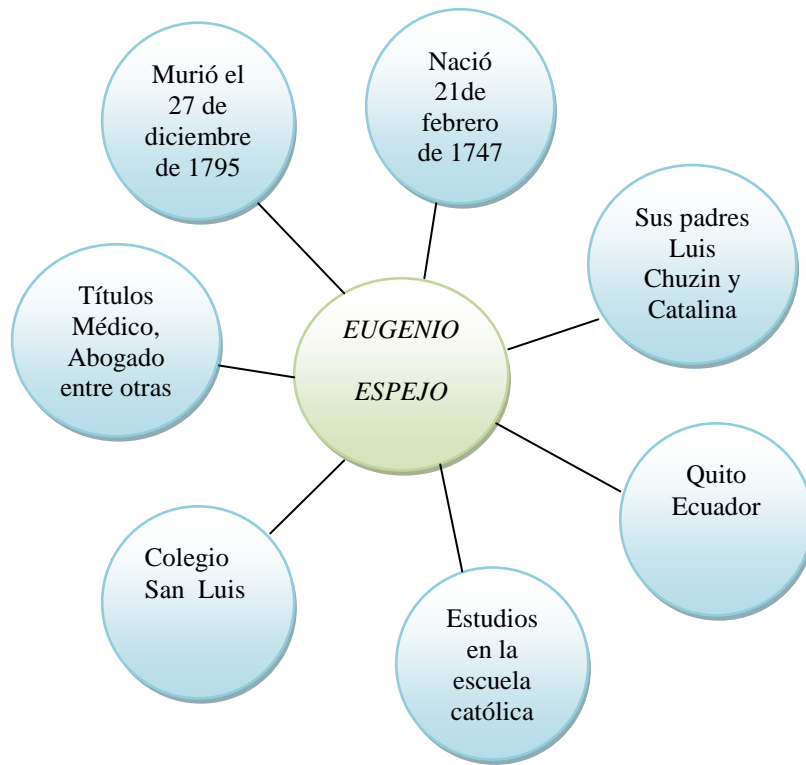 Murió el
27 de
diciembre
de 1795
Nació
21de
febrero
de 1747
Sus padres
Luis
Chuzin y
Catalina
Títulos
Médico,
Abogado
entre otras
EUGENIO
ESPEJO
Quito
Ecuador
Colegio
San Luis
Estudios
en la
escuela
católica